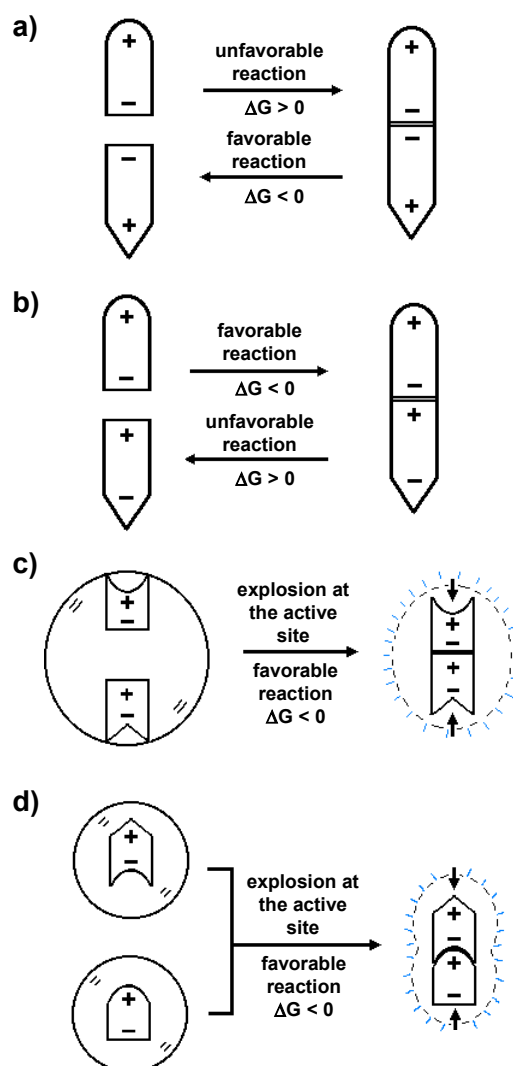 a)
+
−
−
+
unfavorable
reaction
ΔG > 0
favorable
reaction
ΔG < 0
+
−
−
+
b)
+
−
+
−
favorable
reaction
ΔG < 0
unfavorable
reaction
ΔG > 0
+
−
+
−
c)
+
−
+
−
explosion at
the active
site
favorable
reaction
ΔG < 0
+
−
+
−
d)
+
−
+
−
explosion at
the active
site
favorable
reaction
ΔG < 0
+
−
+
−